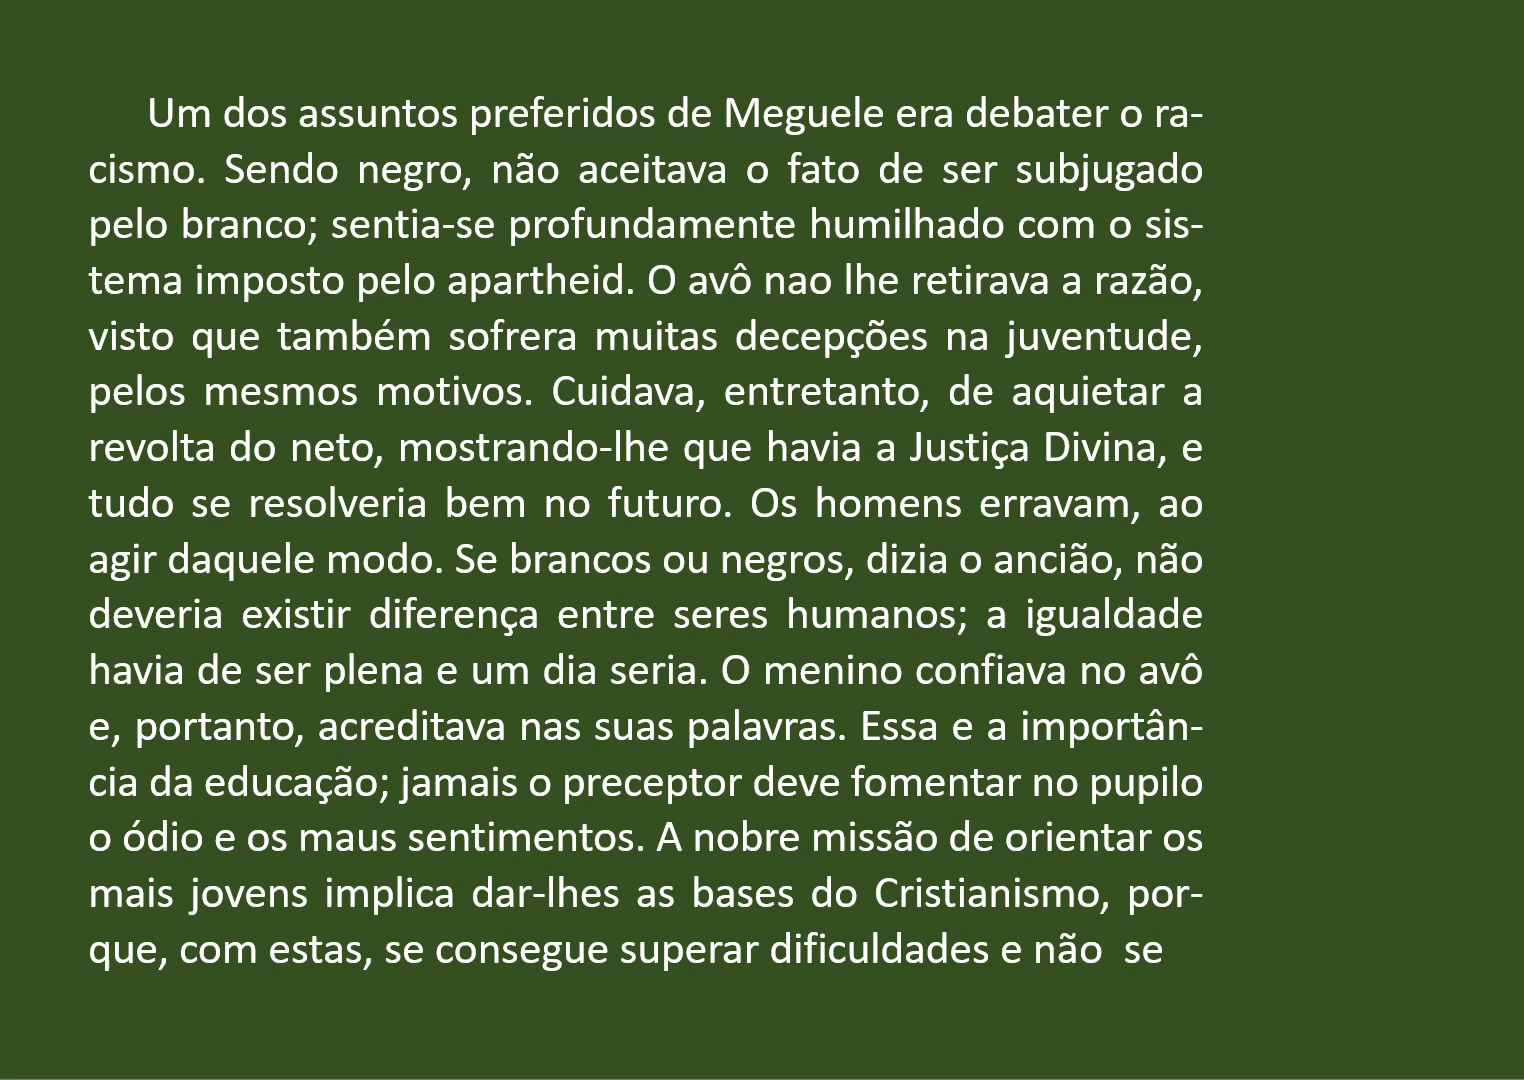 Um dos assuntos preferidos de Meguele era debater o ra-
cismo. Sendo negro, não aceitava o fato de ser subjugado
pelo branco; sentia-se profundamente humilhado com o sis-
tema imposto pelo apartheid. O avô nao lhe retirava a razão,
visto que também sofrera muitas decepções na juventude,
pelos mesmos motivos. Cuidava, entretanto, de aquietar a
revolta do neto, mostrando-lhe que havia a Justiça Divina, e
tudo se resolveria bem no futuro. Os homens erravam, ao
agir daquele modo. Se brancos ou negros, dizia o ancião, não
deveria existir diferença entre seres humanos; a igualdade
havia de ser plena e um dia seria. O menino confiava no avô
e, portanto, acreditava nas suas palavras. Essa e a importân-
cia da educação; jamais o preceptor deve fomentar no pupilo
o ódio e os maus sentimentos. A nobre missão de orientar os
mais jovens implica dar-lhes as bases do Cristianismo, por-
que, com estas, se consegue superar dificuldades e não  se